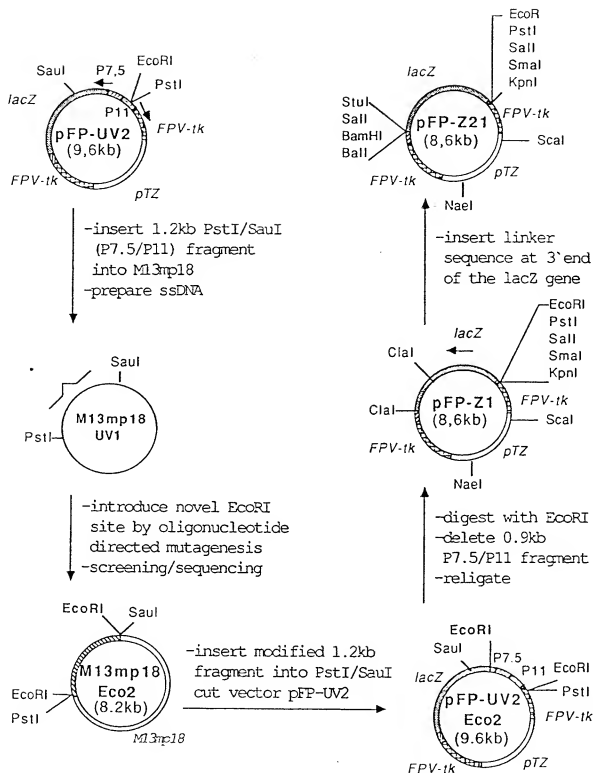 SauI
P7,5
EcoRI
PstI
lacZ
P11
pFP-UV2
(9,6kb)
FPV-tk
FPV-tk
pTZ
-insert 1.2kb PstI/SauI
(P7.5/P11) fragment
into M13mp18
-prepare ssDNA
SauI
M13mp18
UV1
PstI
-introduce novel EcoRI
site by oligonucleotide
directed mutagenesis
-screening/sequencing
EcoRI
SauI
M13mp18
Eco2
(8.2kb)
EcoRI
PstI
M13mp18
-insert modified 1.2kb
fragment into PstI/SauI
cut vector pFP-UV2
EcoRI
SauI
P7.5
P11
EcoRI
PstI
lacZ
pFP-UV2
Eco2
(9.6kb)
FPV-tk
FPV-tk
pTZ
-digest with EcoRI
-delete 0.9kb
P7.5/P11 fragment
-religate
lacZ
EcoRI
PstI
SalI
SmaI
KpnI
ClaI
ClaI
pFP-Z1
(8,6kb)
FPV-tk
ScaI
FPV-tk
pTZ
NaeI
-insert linker
sequence at 3`end
of the lacZ gene
EcoR
PstI
SalI
SmaI
KpnI
lacZ
StuI
SalI
BamHI
BalI
pFP-Z21
(8,6kb)
FPV-tk
ScaI
FPV-tk
pTZ
NaeI